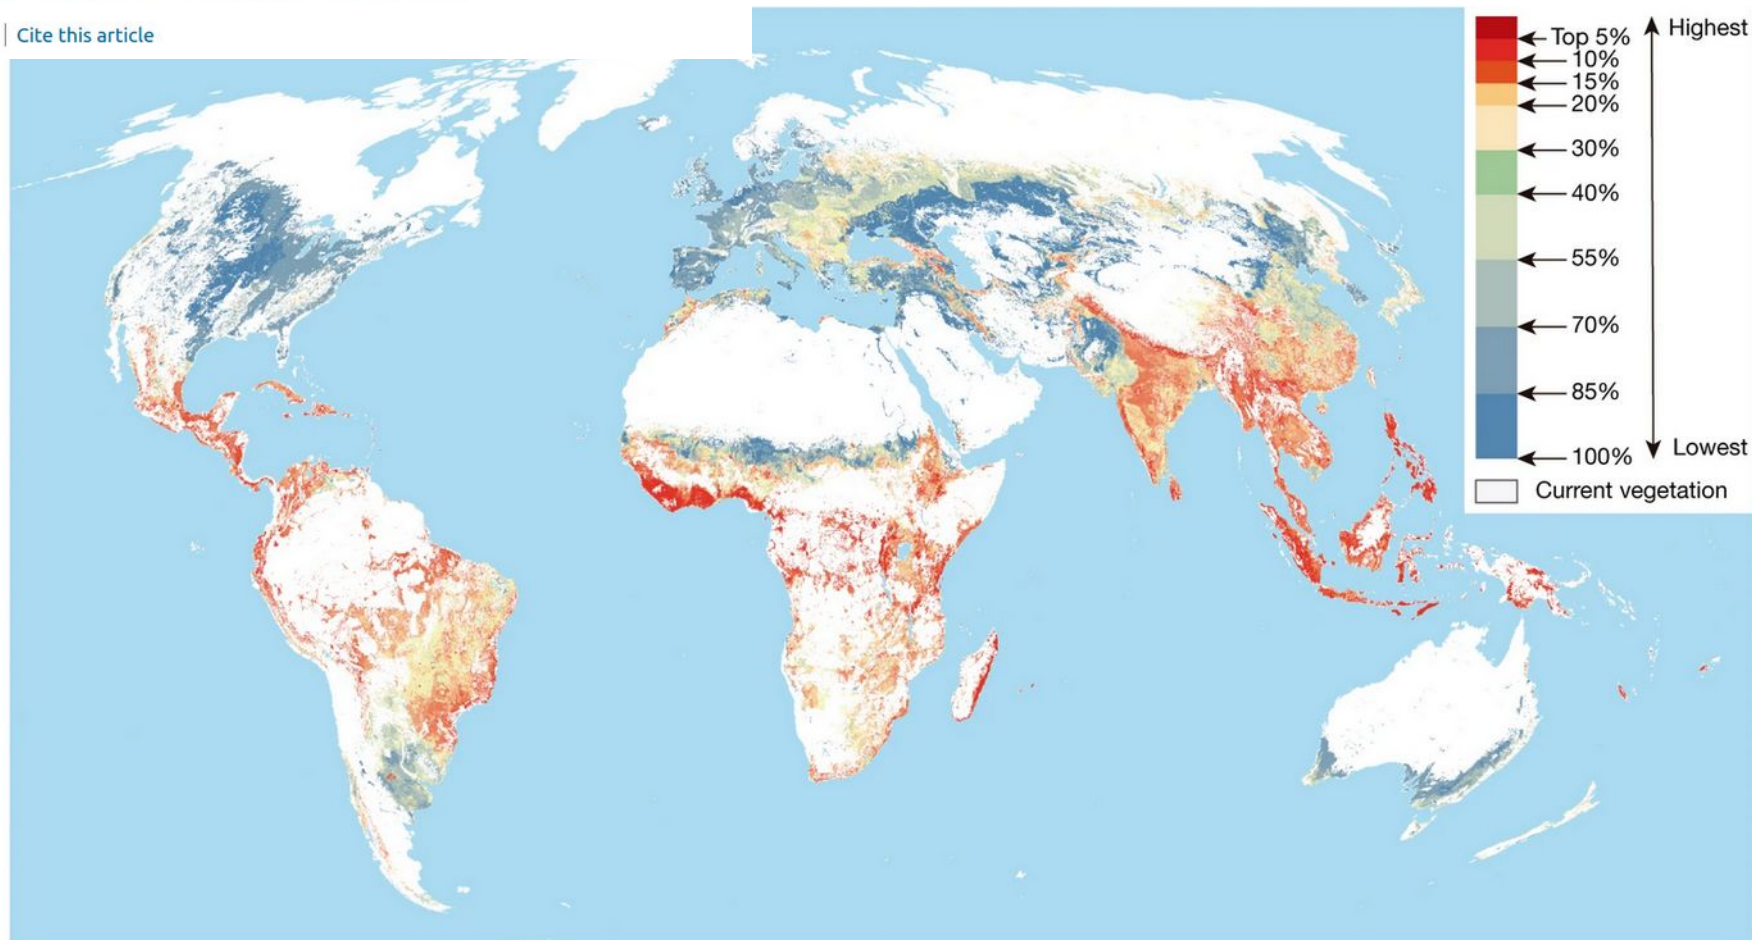 Cite this article
Highest
Top 5%
10%
15%
20%
30%
40%
55%
70%
85%
100%
Lowest
Current vegetation